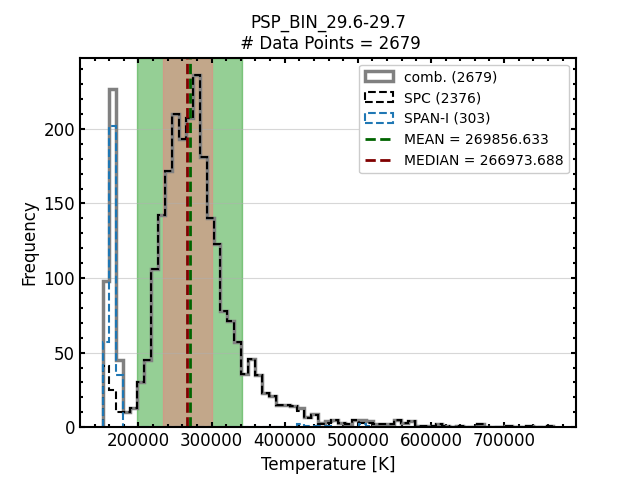 PSP_BIN_29.6-29.7
# Data Points = 2679
comb. (2679)
SPC (2376)
SPAN-I (303)
MEAN = 269856.633
MEDIAN = 266973.688
Frequency
200
150
100
50
0
200000 300000 400000 500000 600000 700000
Temperature [K]